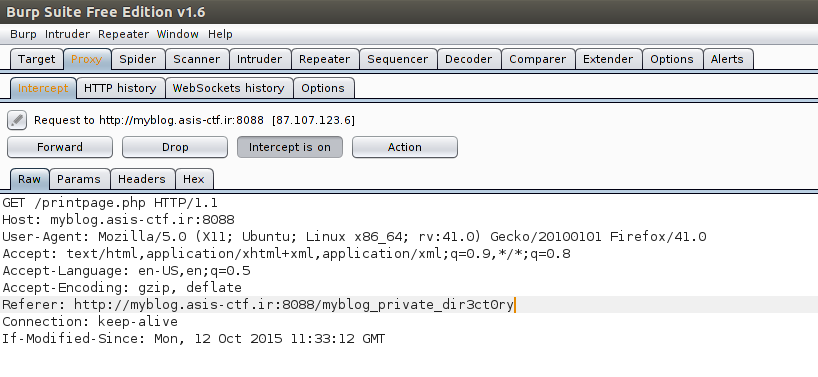 Burp Suite Free Edition v1.6
Burp Intruder Repeater Window Help
Target Proxy Spider Scanner Intruder Repeater Sequencer Decoder Comparer Extender Options Alerts
Intercept HTTP history WebSockets history Options
Request to http://myblog.asis-ctf.ir:8088 [87.107.123.6]
Forward Drop Intercept is on Action
Raw Params Headers Hex
GET /printpage.php HTTP/1.1
Host: myblog.asis-ctf.ir:8088
User-Agent: Mozilla/5.0 (X11; Ubuntu; Linux x86_64; rv:41.0) Gecko/20100101 Firefox/41.0
Accept: text/html,application/xhtml+xml,application/xml;q=0.9,*/*;q=0.8
Accept-Language: en-US,en;q=0.5
Accept-Encoding: gzip, deflate
Referer: http://myblog.asis-ctf.ir:8088/myblog_private_dir3ct0ry
Connection: keep-alive
If-Modified-Since: Mon, 12 Oct 2015 11:33:12 GMT